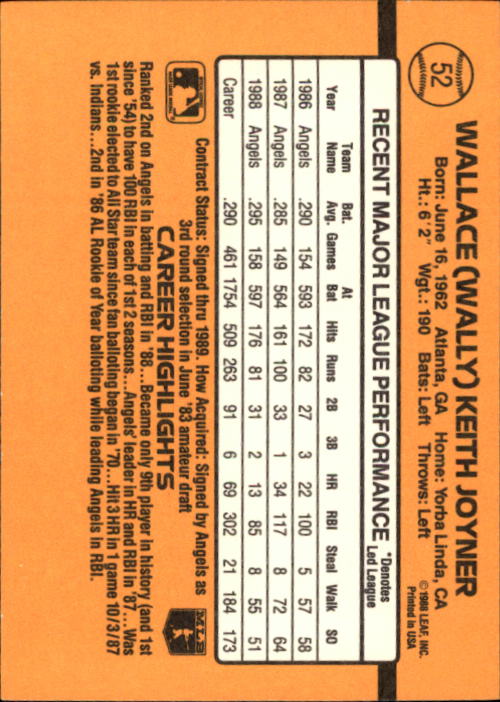 52
WALLACE (WALLY) KEITH JOYNER
Born: June 16, 1962 Atlanta, GA Home: Yorba Linda, CA
Ht.: 6' 2" Wgt.: 190 Bats: Left Throws: Left
©1988 LEAF, INC.
Printed in USA
RECENT MAJOR LEAGUE PERFORMANCE
*Denotes
Led League
Year Team Name Bat. Avg. Games At Bat Hits Runs 2B 3B HR RBI Steal Walk SO
1986 Angels .290 154 593 172 82 27 3 22 100 5 57 58
1987 Angels .285 149 564 161 100 33 1 34 117 8 72 64
1988 Angels .295 158 597 176 81 31 2 13 85 8 55 51
Career .290 461 1754 509 263 91 6 69 302 21 184 173
Contract Status: Signed thru 1989. How Acquired: Signed by Angels as
3rd round selection in June '83 amateur draft
MLB
CAREER HIGHLIGHTS
Ranked 2nd on Angels in batting and RBI in '88...Became only 9th player in history (and 1st
since '54) to have 100 RBI in each of 1st 2 seasons...Angels' leader in HR and RBI in '87...Was
1st rookie elected to All Star team since fan balloting began in '70...Hit 3 HR in 1 game 10/3/87
vs. Indians...2nd in '86 AL Rookie of Year balloting while leading Angels in RBI.